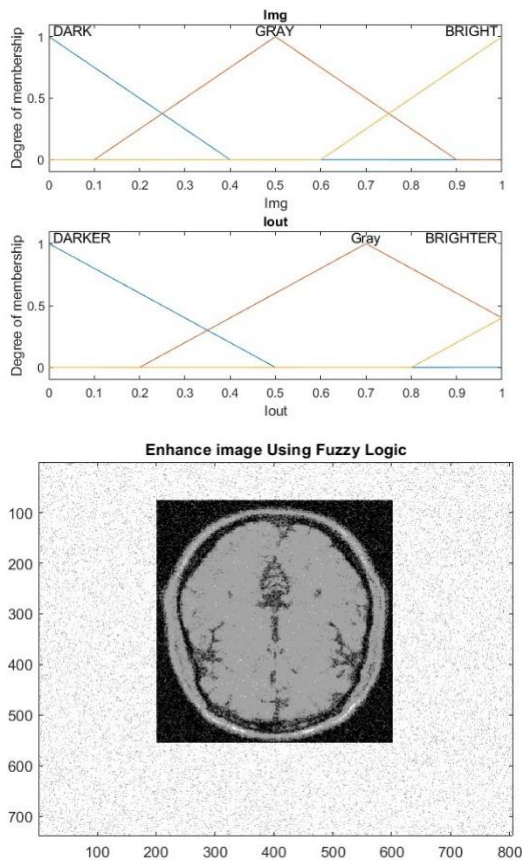 Img
DARK GRAY BRIGHT
1
0.5
0
Degree of membership
0 0.1 0.2 0.3 0.4 0.5 0.6 0.7 0.8 0.9 1
Img
Iout
DARKER Gray BRIGHTER
1
0.5
0
Degree of membership
0 0.1 0.2 0.3 0.4 0.5 0.6 0.7 0.8 0.9 1
Iout
Enhance image Using Fuzzy Logic
100
200
300
400
500
600
700
100 200 300 400 500 600 700 800